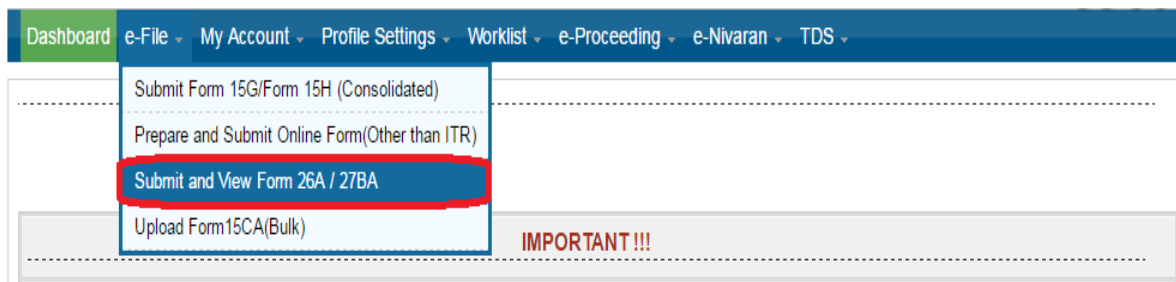 Dashboard e-File My Account Profile Settings Worklist e-Proceeding e-Nivaran TDS
Submit Form 15G/Form 15H (Consolidated)
Prepare and Submit Online Form(Other than ITR)
Submit and View Form 26A / 27BA
Upload Form15CA(Bulk)
IMPORTANT !!!